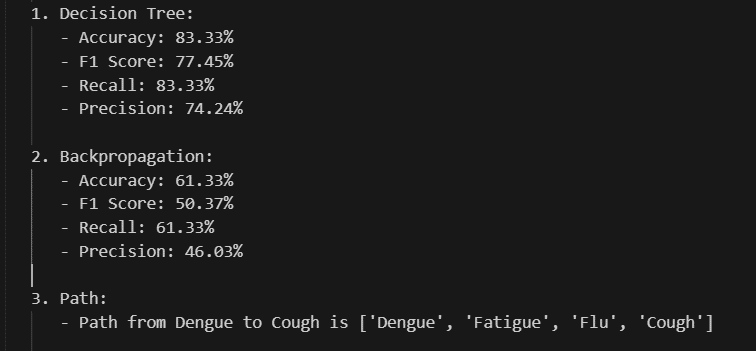 1. Decision Tree:
- Accuracy: 83.33%
- F1 Score: 77.45%
- Recall: 83.33%
- Precision: 74.24%
2. Backpropagation:
- Accuracy: 61.33%
- F1 Score: 50.37%
- Recall: 61.33%
- Precision: 46.03%
3. Path:
- Path from Dengue to Cough is ['Dengue', 'Fatigue', 'Flu', 'Cough']